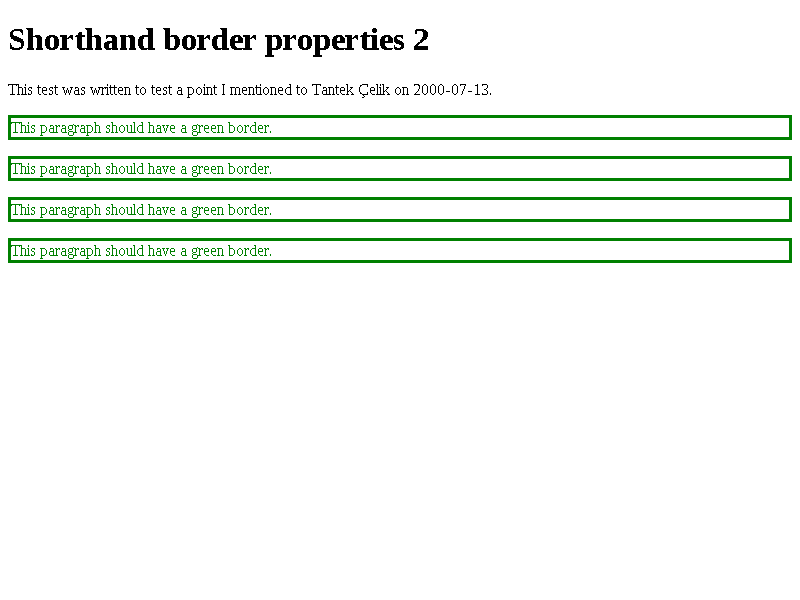 Shorthand border properties 2
This test was written to test a point I mentioned to Tantek Çelik on 2000-07-13.
This paragraph should have a green border.
This paragraph should have a green border.
This paragraph should have a green border.
This paragraph should have a green border.